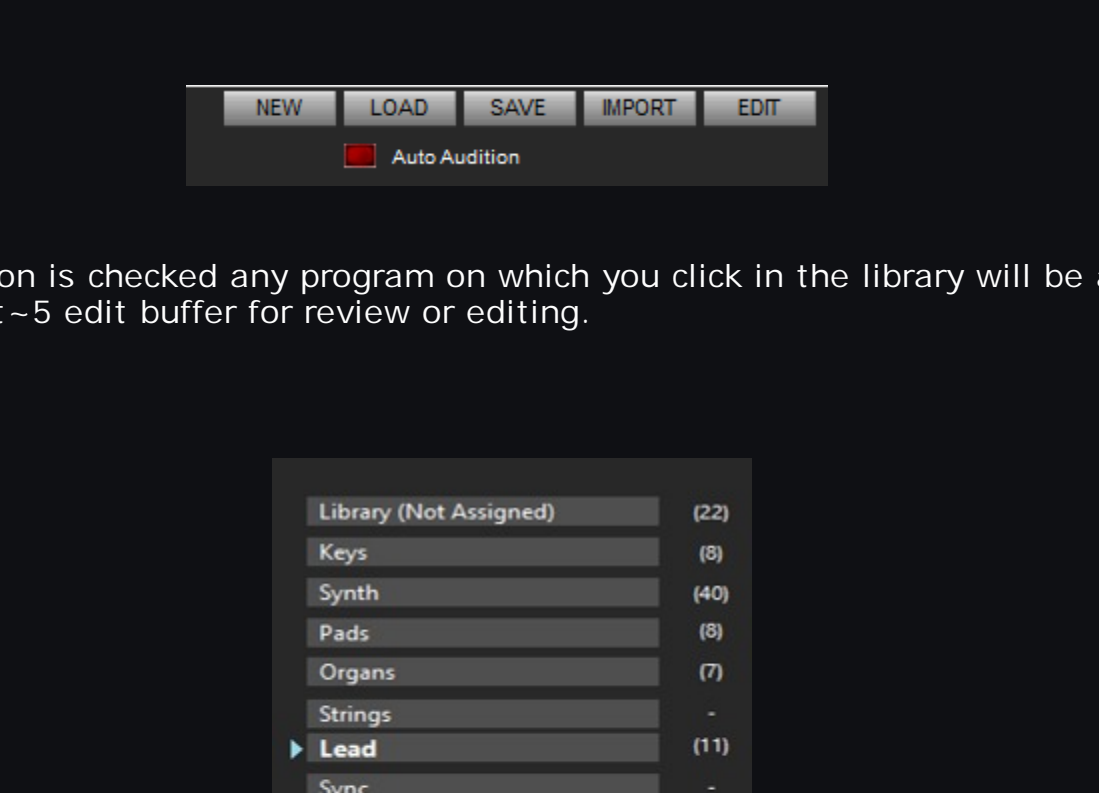 NEW LOAD SAVE IMPORT EDIT
Auto Audition
on is checked any program on which you click in the library will be
~5 edit buffer for review or editing.
Library (Not Assigned) (22)
Keys (8)
Synth (40)
Pads (8)
Organs (7)
Strings -
Lead (11)
Sync -